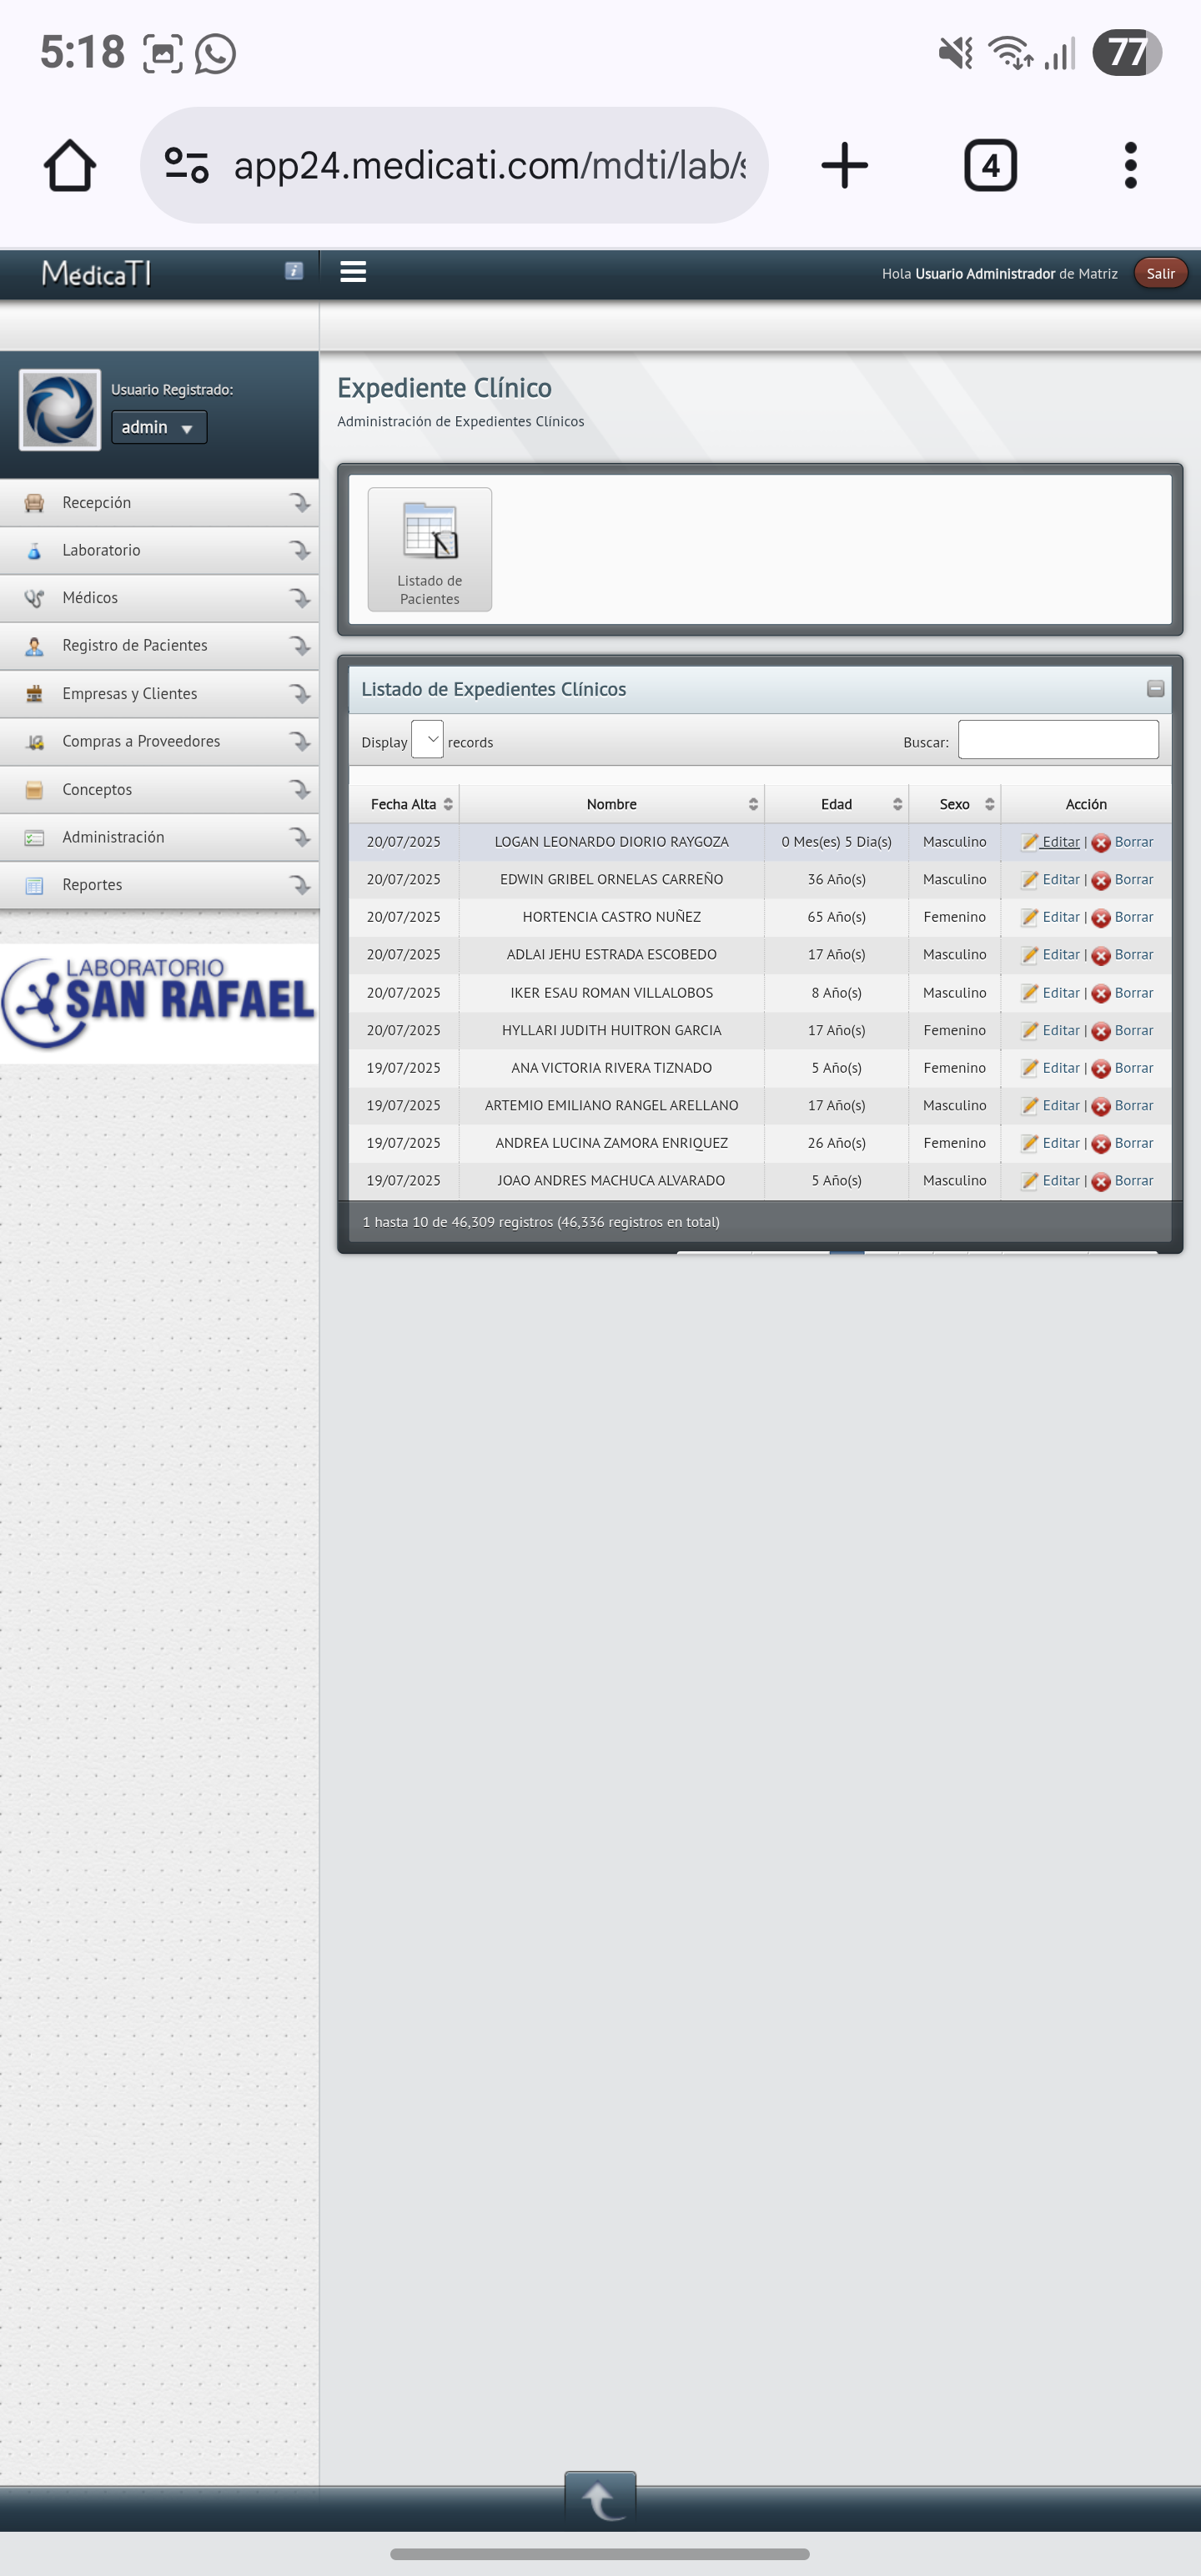 5:18
77
app24.medicati.com/mdti/lab/s
4
MédicaTI
Hola Usuario Administrador de Matriz
Salir
Usuario Registrado:
admin
Recepción
Laboratorio
Médicos
Registro de Pacientes
Empresas y Clientes
Compras a Proveedores
Conceptos
Administración
Reportes
LABORATORIO
SAN RAFAEL
Expediente Clínico
Administración de Expedientes Clínicos
Listado de
Pacientes
Listado de Expedientes Clínicos
Display records Buscar:
Fecha Alta Nombre Edad Sexo Acción
20/07/2025 LOGAN LEONARDO DIORIO RAYGOZA 0 Mes(es) 5 Dia(s) Masculino Editar | Borrar
20/07/2025 EDWIN GRIBEL ORNELAS CARREÑO 36 Año(s) Masculino Editar | Borrar
20/07/2025 HORTENCIA CASTRO NUÑEZ 65 Año(s) Femenino Editar | Borrar
20/07/2025 ADLAI JEHU ESTRADA ESCOBEDO 17 Año(s) Masculino Editar | Borrar
20/07/2025 IKER ESAU ROMAN VILLALOBOS 8 Año(s) Masculino Editar | Borrar
20/07/2025 HYLLARI JUDITH HUITRON GARCIA 17 Año(s) Femenino Editar | Borrar
19/07/2025 ANA VICTORIA RIVERA TIZNADO 5 Año(s) Femenino Editar | Borrar
19/07/2025 ARTEMIO EMILIANO RANGEL ARELLANO 17 Año(s) Masculino Editar | Borrar
19/07/2025 ANDREA LUCINA ZAMORA ENRIQUEZ 26 Año(s) Femenino Editar | Borrar
19/07/2025 JOAO ANDRES MACHUCA ALVARADO 5 Año(s) Masculino Editar | Borrar
1 hasta 10 de 46,309 registros (46,336 registros en total)